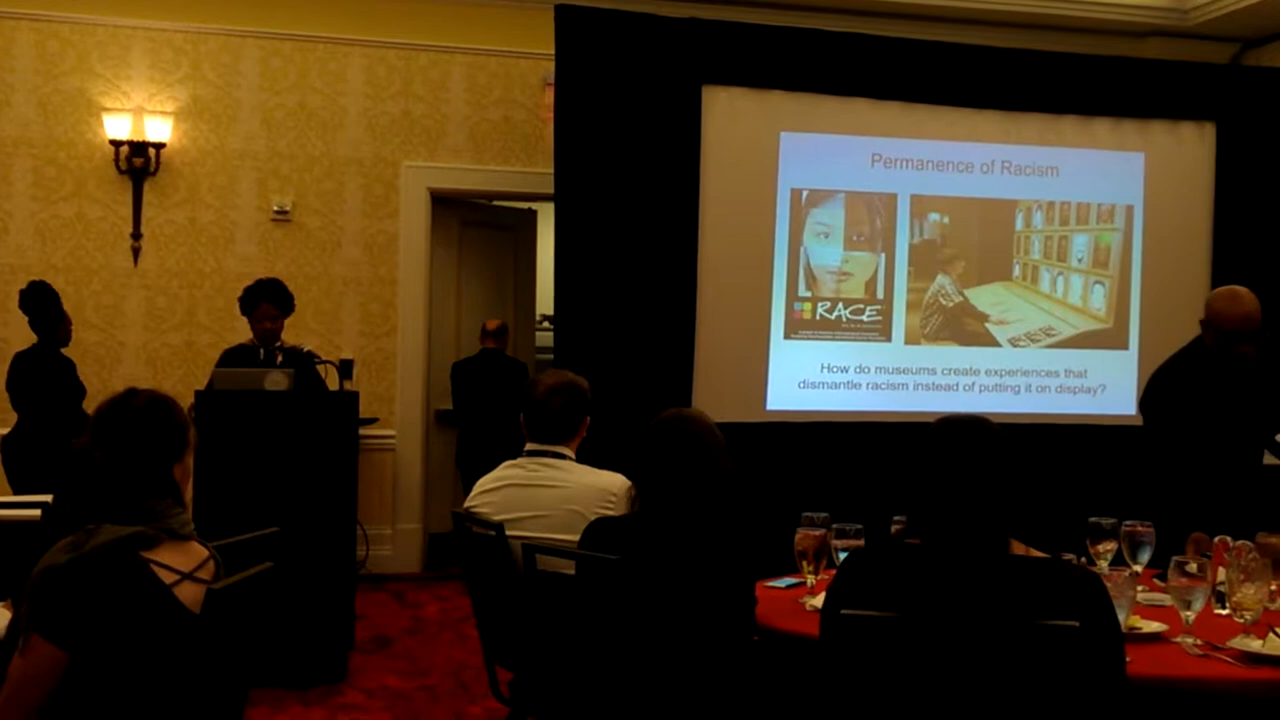 Permanence of Racism
RACE
How do museums create experiences that
dismantle racism instead of putting it on display?